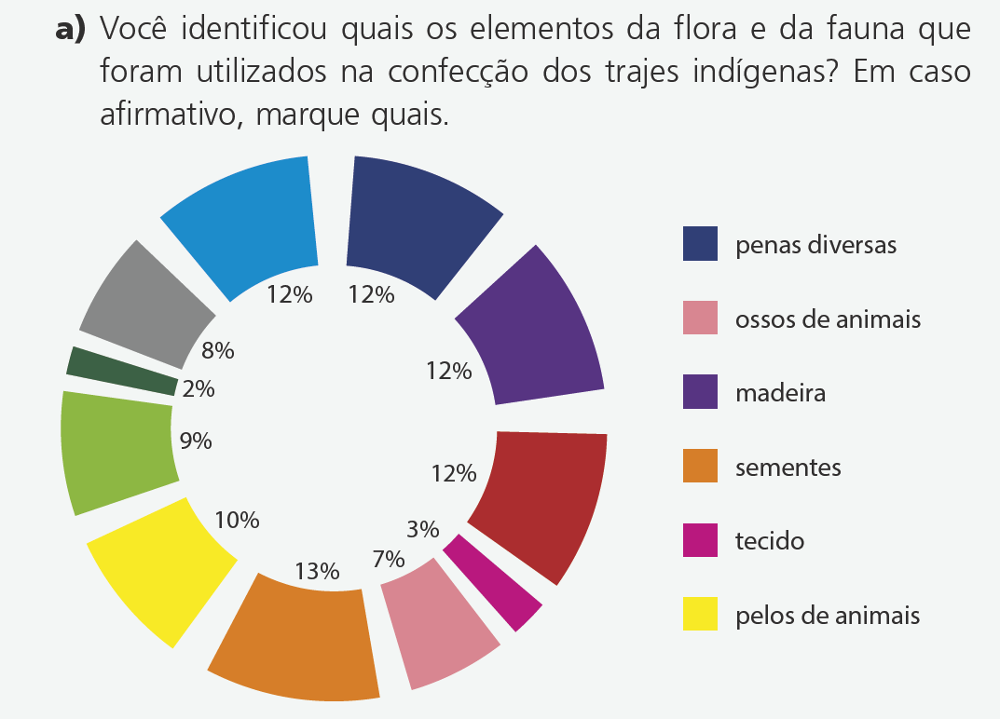 a) Você identificou quais os elementos da flora e da fauna que
foram utilizados na confecção dos trajes indígenas? Em caso
afirmativo, marque quais.
12%
12%
12%
12%
3%
7%
13%
10%
9%
2%
8%
penas diversas
ossos de animais
madeira
sementes
tecido
pelos de animais